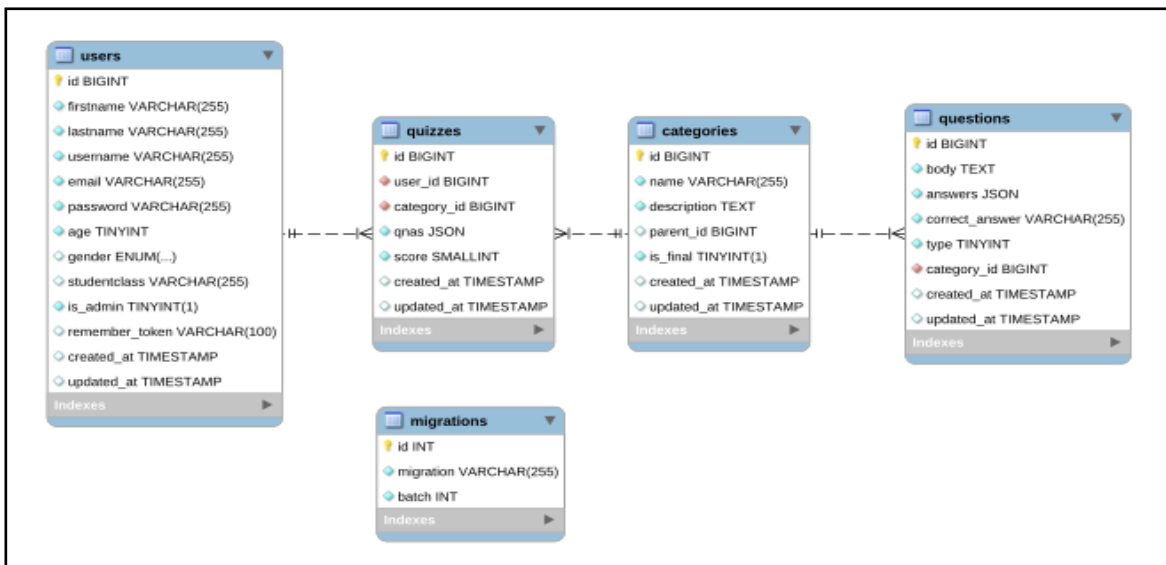 users
id BIGINT
firstname VARCHAR(255)
lastname VARCHAR(255)
username VARCHAR(255)
email VARCHAR(255)
password VARCHAR(255)
age TINYINT
gender ENUM(...)
studentclass VARCHAR(255)
is_admin TINYINT(1)
remember_token VARCHAR(100)
created_at TIMESTAMP
updated_at TIMESTAMP
Indexes
quizzes
id BIGINT
user_id BIGINT
category_id BIGINT
qnas JSON
score SMALLINT
created_at TIMESTAMP
updated_at TIMESTAMP
Indexes
categories
id BIGINT
name VARCHAR(255)
description TEXT
parent_id BIGINT
is_final TINYINT(1)
created_at TIMESTAMP
updated_at TIMESTAMP
Indexes
questions
id BIGINT
body TEXT
answers JSON
correct_answer VARCHAR(255)
type TINYINT
category_id BIGINT
created_at TIMESTAMP
updated_at TIMESTAMP
Indexes
migrations
id INT
migration VARCHAR(255)
batch INT
Indexes